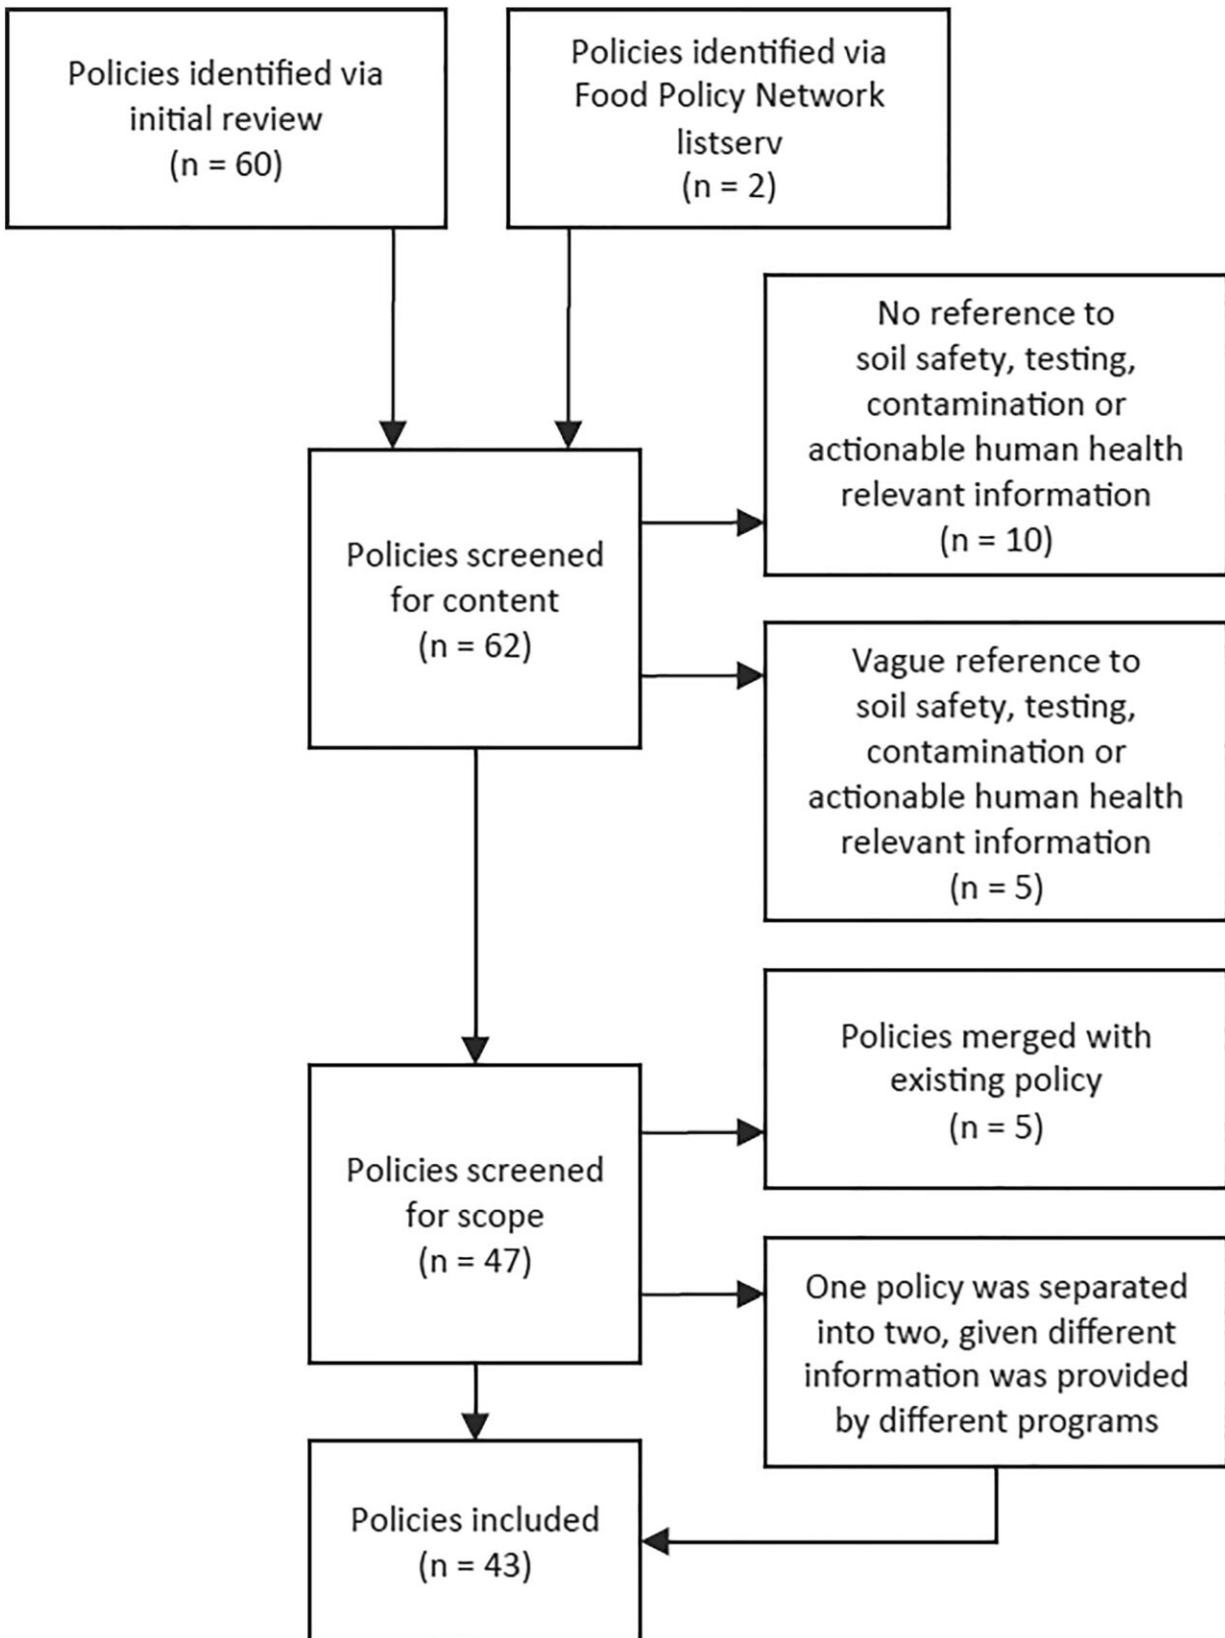 Policies identified via
initial review
(n = 60)
Policies identified via
Food Policy Network
listserv
(n = 2)
No reference to
soil safety, testing,
contamination or
actionable human health
relevant information
(n = 10)
Policies screened
for content
(n = 62)
Vague reference to
soil safety, testing,
contamination or
actionable human health
relevant information
(n = 5)
Policies merged with
existing policy
(n = 5)
Policies screened
for scope
(n = 47)
One policy was separated
into two, given different
information was provided
by different programs
Policies included
(n = 43)